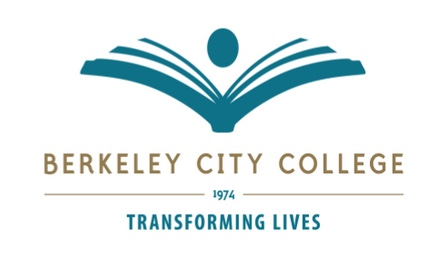 BERKELEY CITY COLLEGE
1974
TRANSFORMING LIVES